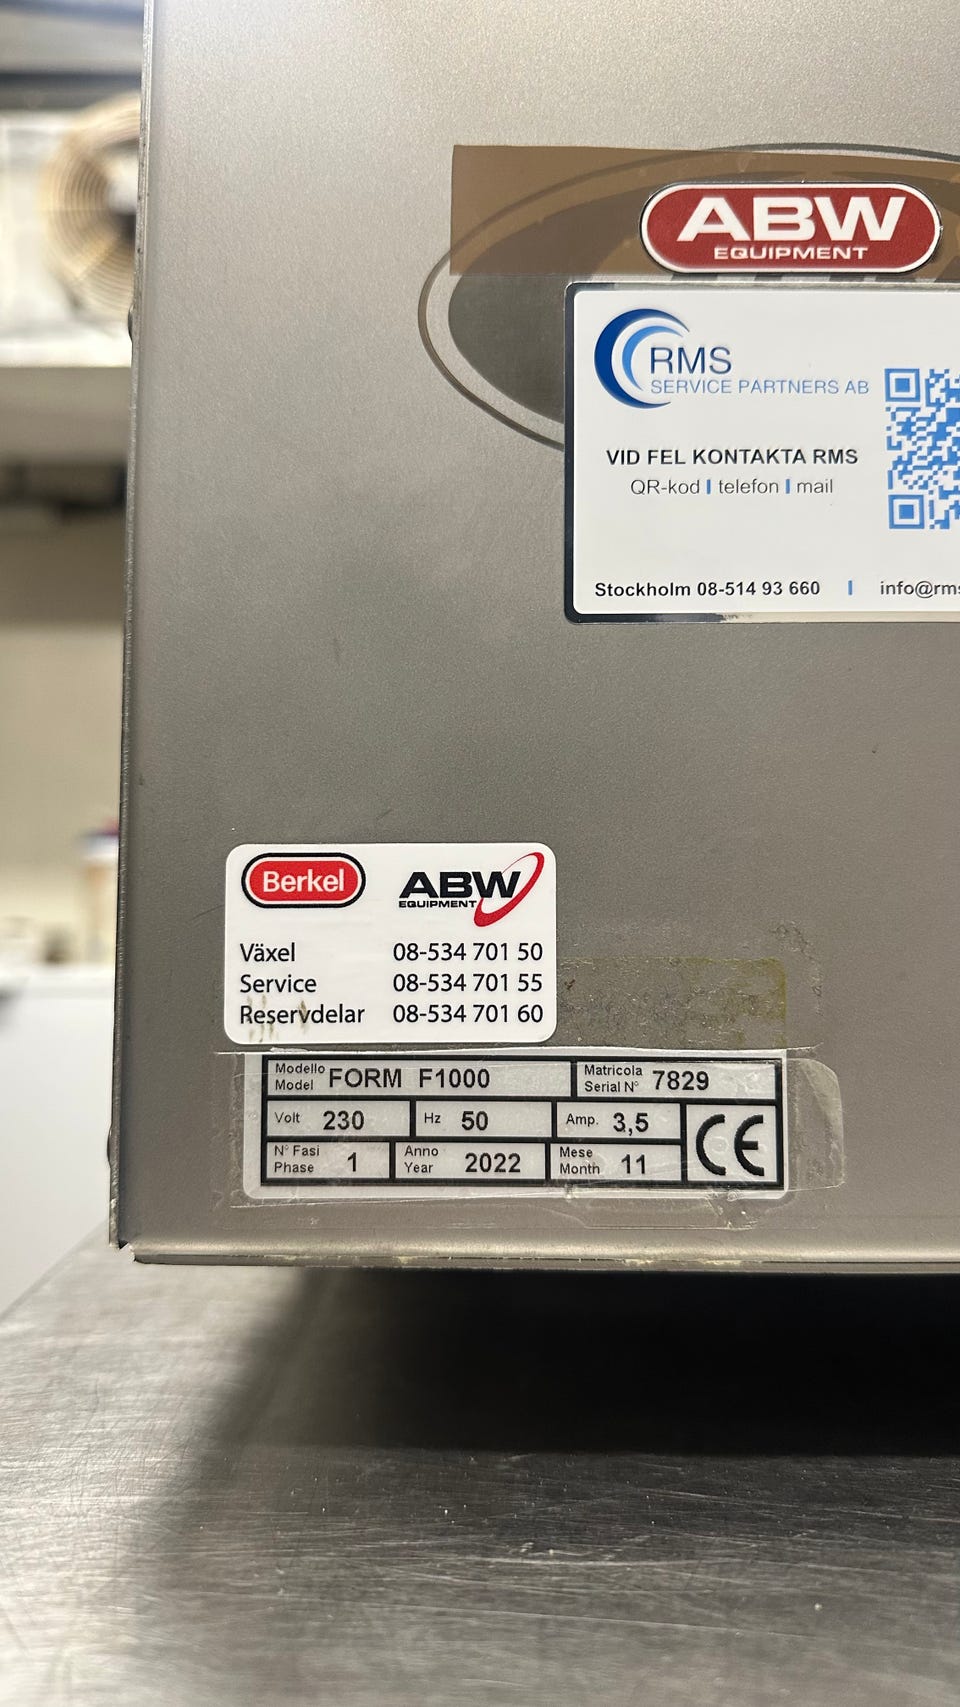 ABW
EQUIPMENT
RMS
SERVICE PARTNERS AB
VID FEL KONTAKTA RMS
QR-kod | telefon | mail
Stockholm 08-514 93 660 | info@rms
Berkel ABW
EQUIPMENT
Växel 08-534 701 50
Service 08-534 701 55
Reservdelar 08-534 701 60
Modello
Model FORM F1000 Matricola
Serial N° 7829
Volt 230 Hz 50 Amp. 3,5 CE
N° Fasi
Phase 1 Anno
Year 2022 Mese
Month 11